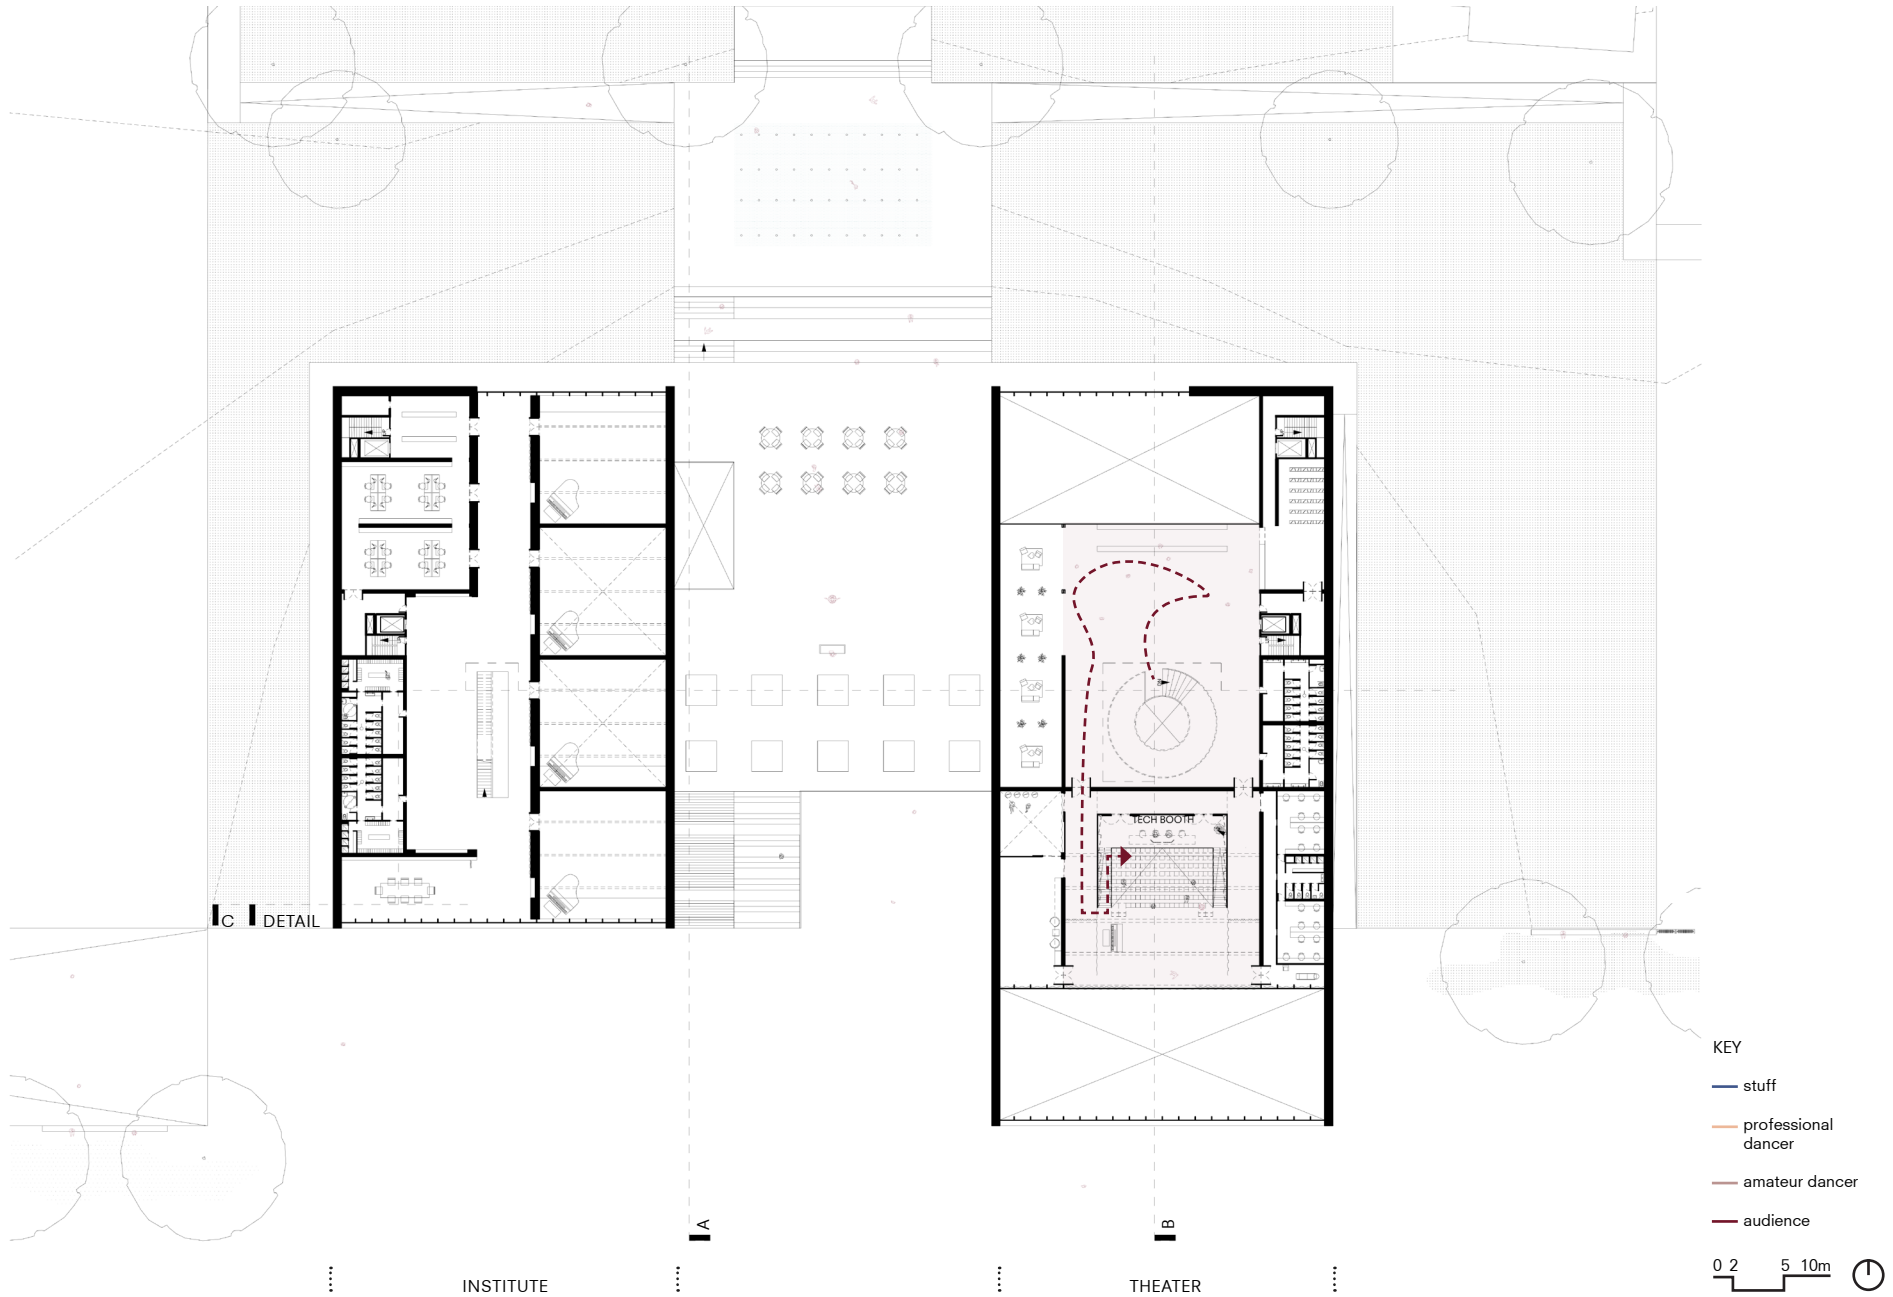 TECH BOOTH
C
DETAIL
KEY
stuff
professional
dancer
amateur dancer
audience
A
B
0 2 5 10m
INSTITUTE
THEATER